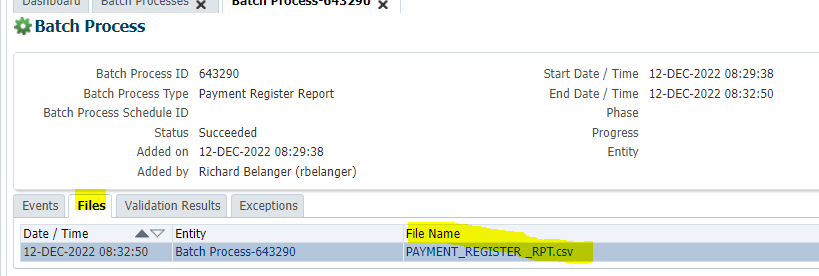 Dashboard Batch Processes Batch Process-643290
Batch Process
Batch Process ID 643290 Start Date / Time 12-DEC-2022 08:29:38
Batch Process Type Payment Register Report End Date / Time 12-DEC-2022 08:32:50
Batch Process Schedule ID Phase
Status Succeeded Progress
Added on 12-DEC-2022 08:29:38 Entity
Added by Richard Belanger (rbelanger)
Events Files Validation Results Exceptions
Date / Time Entity File Name
12-DEC-2022 08:32:50 Batch Process-643290 PAYMENT_REGISTER _RPT.csv